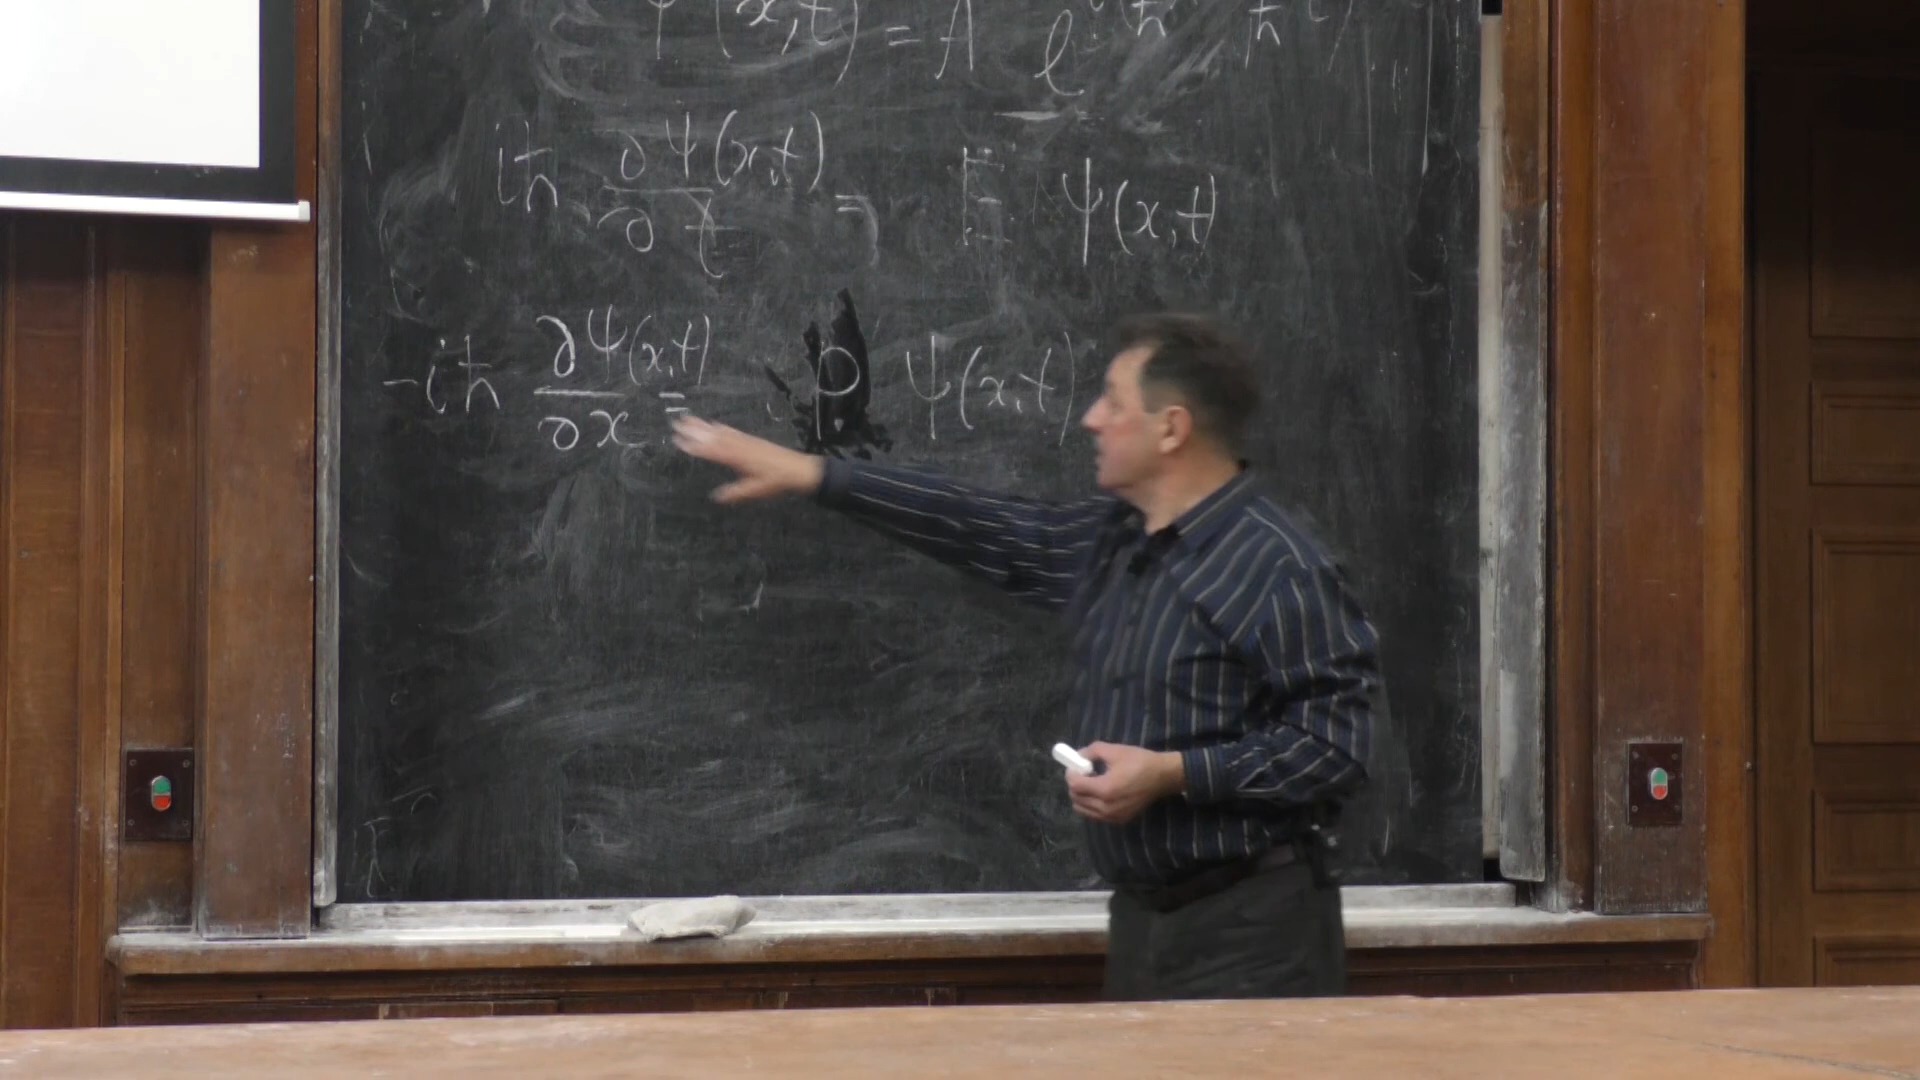 Ψ(x,t) = A e
iħ ∂Ψ(x,t)/∂t = E Ψ(x,t)
-iħ ∂Ψ(x,t)/∂x = p Ψ(x,t)